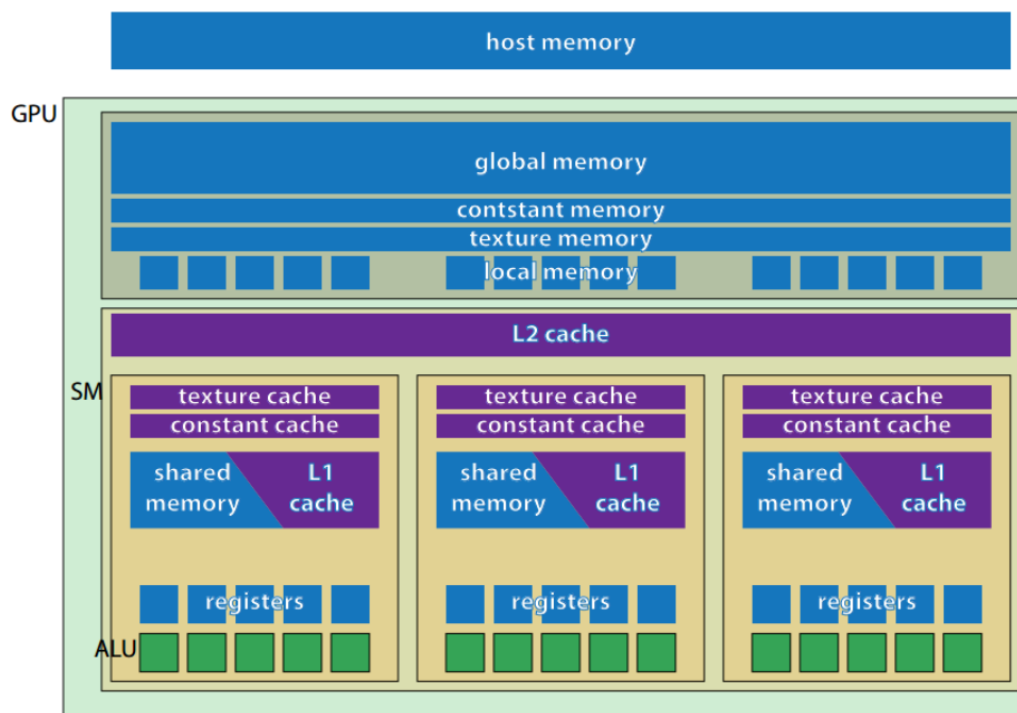 host memory
GPU
global memory
contstant memory
texture memory
local memory
L2 cache
SM
texture cache texture cache texture cache
constant cache constant cache constant cache
shared L1 shared L1 shared L1
memory cache memory cache memory cache
registers registers registers
ALU